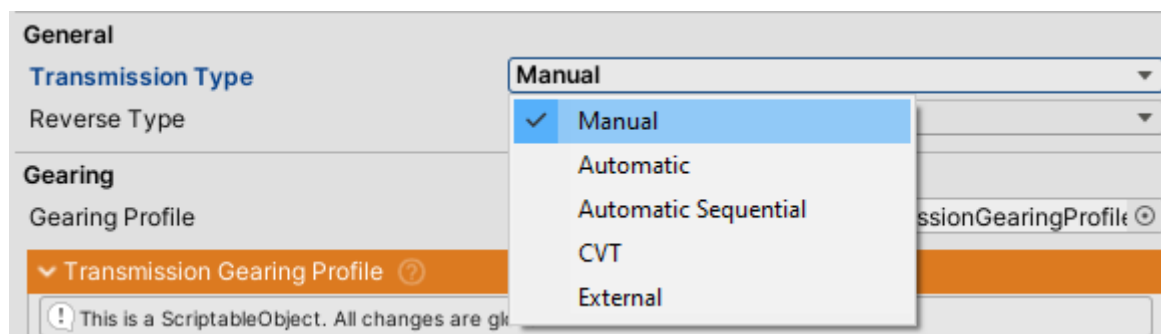 General
Transmission Type Manual
Reverse Type Manual
Automatic
Gearing Automatic Sequential
Gearing Profile ssionGearingProfile
CVT
Transmission Gearing Profile
External
This is a ScriptableObject. All changes are